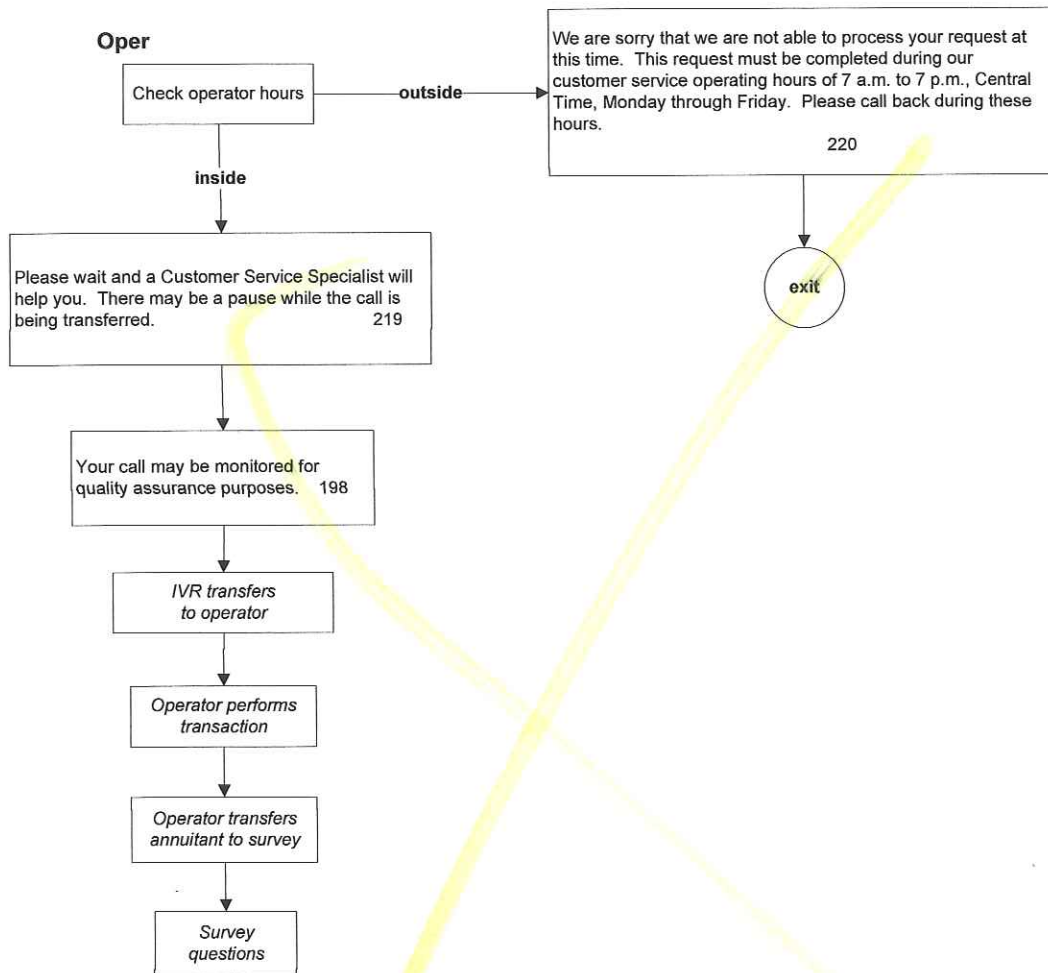 Oper
Check operator hours
outside
We are sorry that we are not able to process your request at
this time. This request must be completed during our
customer service operating hours of 7 a.m. to 7 p.m., Central
Time, Monday through Friday. Please call back during these
hours.
220
inside
exit
Please wait and a Customer Service Specialist will
help you. There may be a pause while the call is
being transferred. 219
Your call may be monitored for
quality assurance purposes. 198
IVR transfers
to operator
Operator performs
transaction
Operator transfers
annuitant to survey
Survey
questions